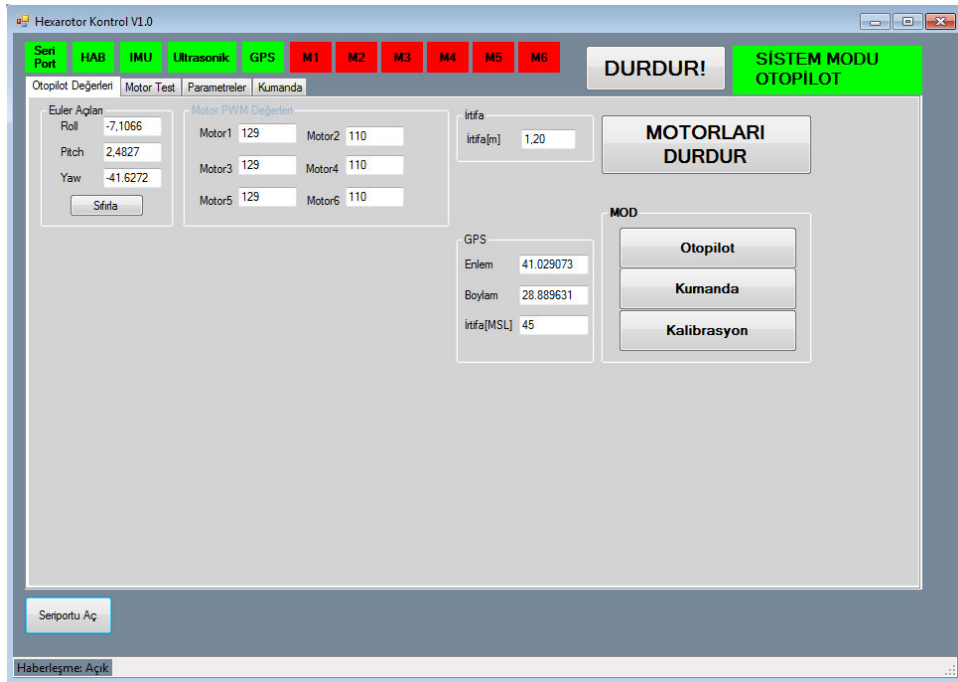 Hexarotor Kontrol V1.0
Seri Port HAB IMU Ultrasonik GPS M1 M2 M3 M4 M5 M6
DURDUR!
SİSTEM MODU
OTOPİLOT
Otopilot Değerleri Motor Test Parametreler Kumanda
Euler Açıları
Roll -7,1066
Pitch 2,4827
Yaw -41.6272
Sıfırla
Motor PWM Değerleri
Motor1 129 Motor2 110
Motor3 129 Motor4 110
Motor5 129 Motor6 110
İrtifa
İrtifa[m] 1,20
MOTORLARI
DURDUR
GPS
Enlem 41.029073
Boylam 28.889631
İrtifa[MSL] 45
MOD
Otopilot
Kumanda
Kalibrasyon
Seriportu Aç
Haberleşme: Açık